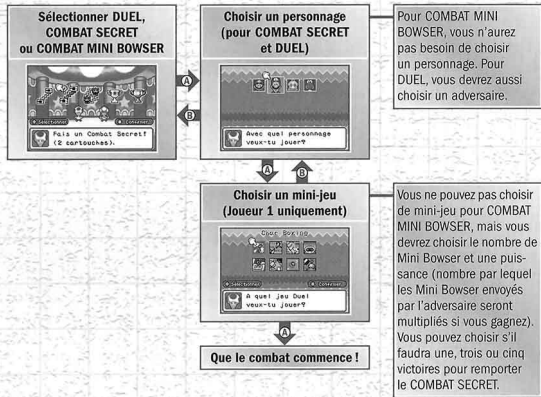 Sélectionner DUEL,
COMBAT SECRET
ou COMBAT MINI BOWSER
Sélectionner
Confirmer
Fais un Combat Secret!
(2 cartouches).
A
B
Choisir un personnage
(pour COMBAT SECRET
et DUEL)
Avec quel personnage
veux-tu jouer?
Pour COMBAT MINI
BOWSER, vous n'aurez
pas besoin de choisir
un personnage. Pour
DUEL, vous devrez aussi
choisir un adversaire.
A
B
Choisir un mini-jeu
(Joueur 1 uniquement)
Sélectionner
Confirmer
A quel jeu Duel
veux-tu jouer?
Vous ne pouvez pas choisir
de mini-jeu pour COMBAT
MINI BOWSER, mais vous
devrez choisir le nombre de
Mini Bowser et une puis-
sance (nombre par lequel
les Mini Bowser envoyés
par l'adversaire seront
multipliés si vous gagnez).
Vous pouvez choisir s'il
faudra une, trois ou cinq
victoires pour remporter
le COMBAT SECRET.
A
Que le combat commence !